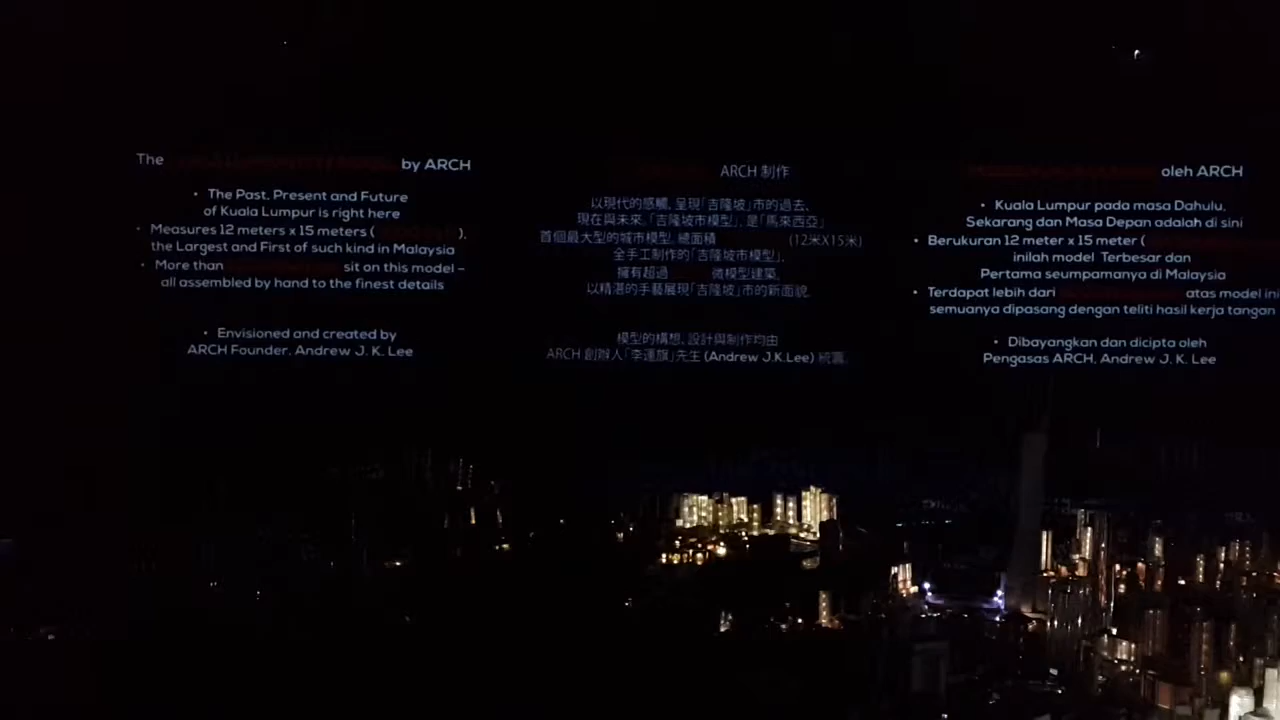 The by ARCH
• The Past, Present and Future
of Kuala Lumpur is right here
• Measures 12 meters x 15 meters ( ),
the Largest and First of such kind in Malaysia
• More than sit on this model –
all assembled by hand to the finest details
• Envisioned and created by
ARCH Founder, Andrew J. K. Lee
ARCH 制作
以現代的感觸, 呈現「吉隆坡」市的過去、
現在與未來。「吉隆坡市模型」, 是「馬來西亞」
首個最大型的城市模型, 總面積 (12米X15米)
全手工制作的「吉隆坡市模型」,
擁有超過 微模型建築,
以精湛的手藝展現「吉隆坡」市的新面貌。
模型的構想, 設計與制作均由
ARCH 創辦人「李運旗」先生 (Andrew J.K.Lee) 統籌。
oleh ARCH
• Kuala Lumpur pada masa Dahulu,
Sekarang dan Masa Depan adalah di sini
• Berukuran 12 meter x 15 meter (
inilah model Terbesar dan
Pertama seumpamanya di Malaysia
• Terdapat lebih dari atas model ini
semuanya dipasang dengan teliti hasil kerja tangan
• Dibayangkan dan dicipta oleh
Pengasas ARCH, Andrew J. K. Lee